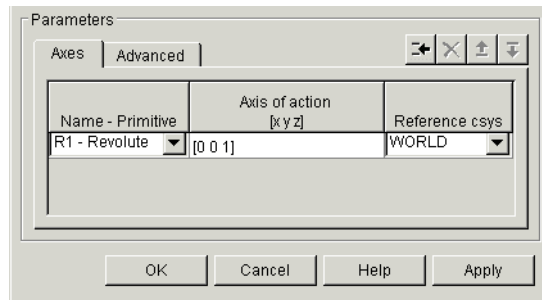 Parameters
Axes Advanced
Name - Primitive Axis of action [x y z] Reference csys
R1 - Revolute [0 0 1] WORLD
OK Cancel Help Apply